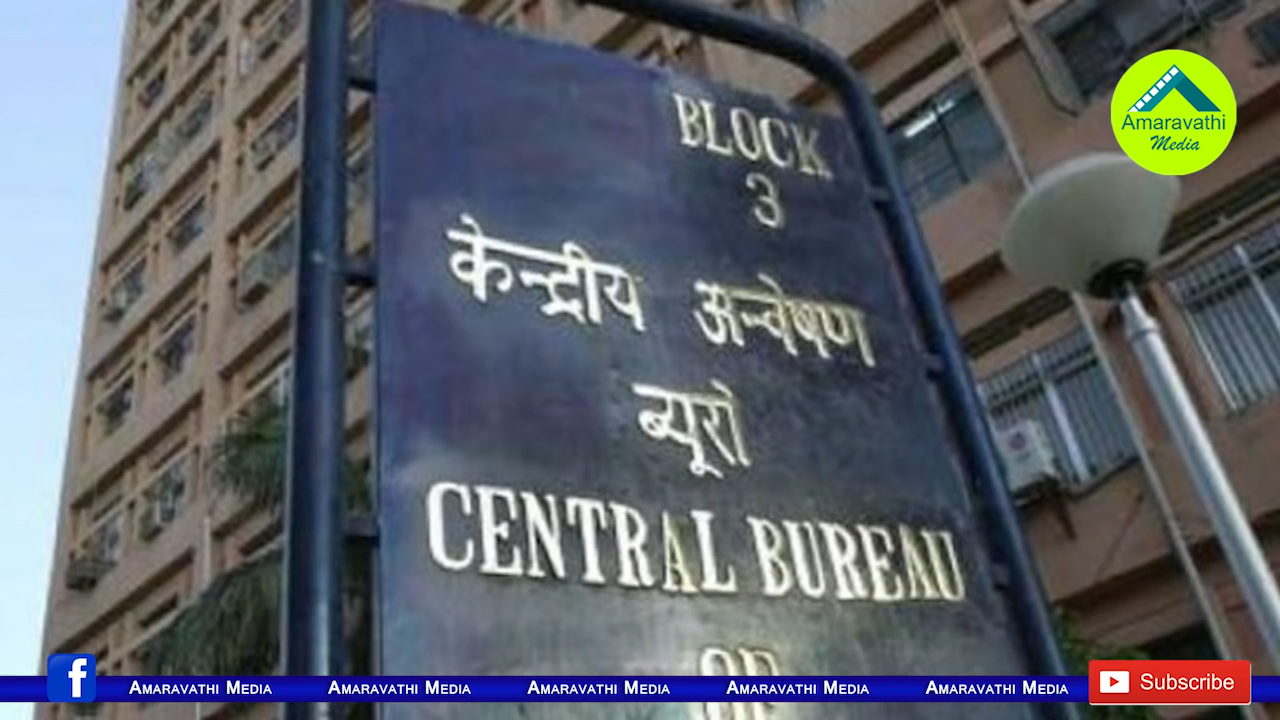 BLOCK
3
केन्द्रीय अन्वेषण
ब्यूरो
CENTRAL BUREAU
OF
Amaravathi
Media
f
AMARAVATHI MEDIA AMARAVATHI MEDIA AMARAVATHI MEDIA AMARAVATHI MEDIA AMARAVATHI MEDIA
Subscribe